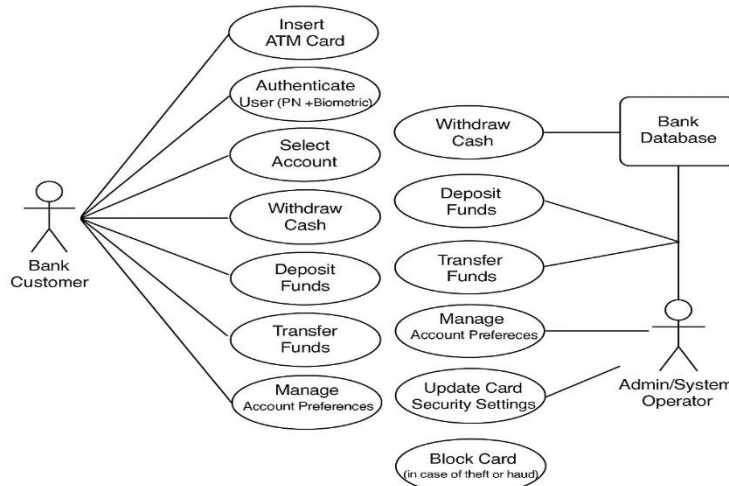 Insert
ATM Card
Authenticate
User (PN +Biometric)
Select
Account
Withdraw
Cash
Deposit
Funds
Transfer
Funds
Manage
Account Preferences
Bank
Customer
Withdraw
Cash
Deposit
Funds
Transfer
Funds
Manage
Account Prefereces
Update Card
Security Settings
Block Card
(in case of theft or haud)
Bank
Database
Admin/System
Operator